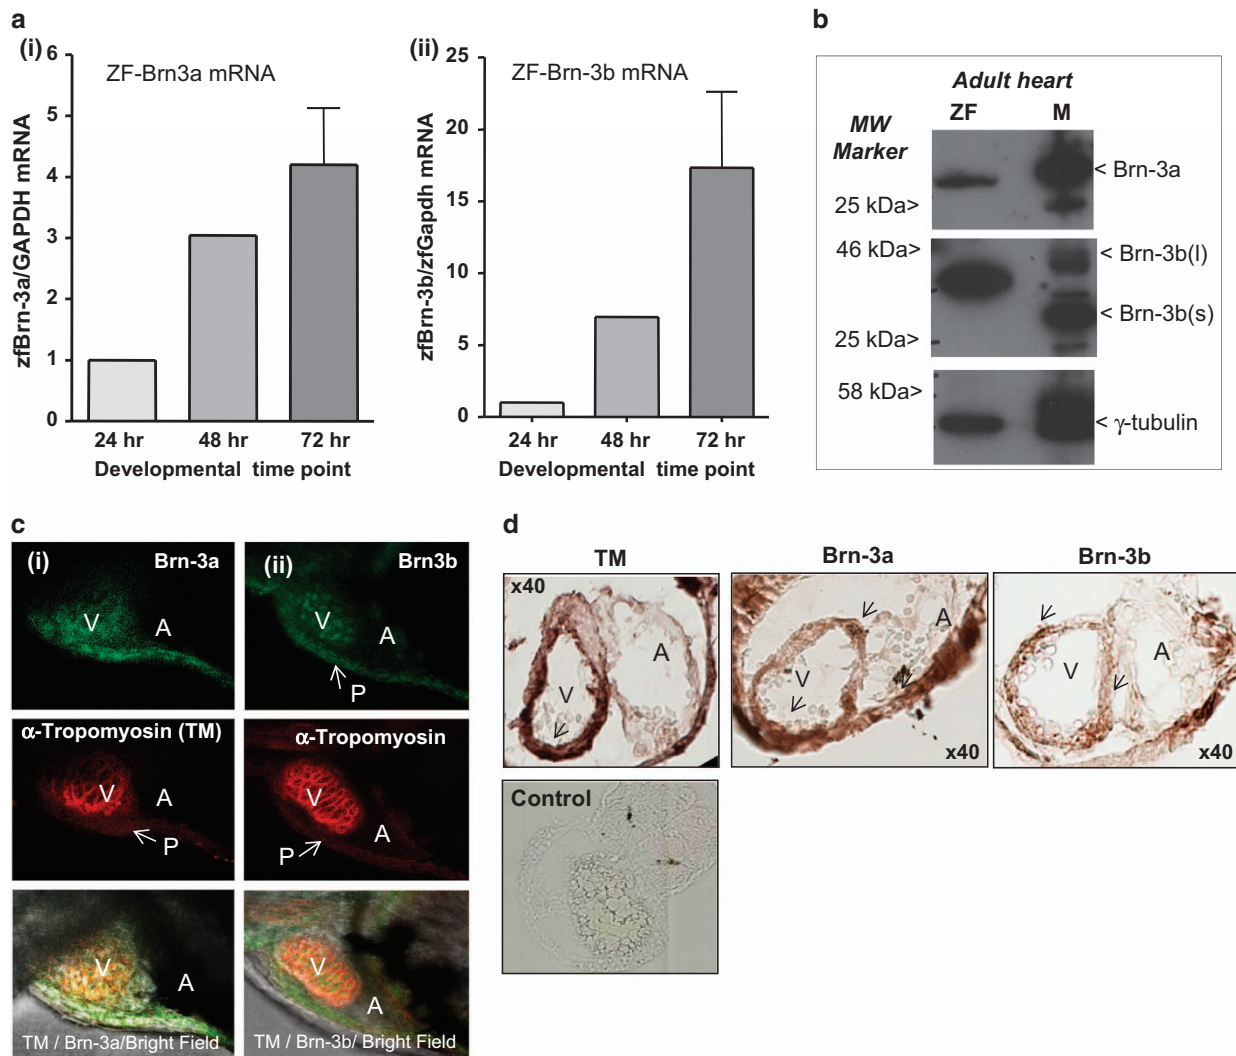 a
(i)
ZF-Brn3a mRNA
zfBrn-3a/GAPDH mRNA
6
5
4
3
2
1
0
24 hr 48 hr 72 hr
Developmental time point
(ii)
ZF-Brn-3b mRNA
zfBrn-3b/zfGapdh mRNA
25
20
15
10
5
0
24 hr 48 hr 72 hr
Developmental time point
b
Adult heart
ZF M
MW
Marker
< Brn-3a
25 kDa>
46 kDa>
< Brn-3b(l)
< Brn-3b(s)
25 kDa>
58 kDa>
< γ-tubulin
c
(i) Brn-3a
V A
(ii) Brn3b
V A
P
α-Tropomyosin (TM)
V A
P
α-Tropomyosin
V A
P
V A
TM / Brn-3a/Bright Field
V A
TM / Brn-3b/ Bright Field
d
TM
x40
A
V
Brn-3a
A
V
x40
Brn-3b
V A
x40
Control